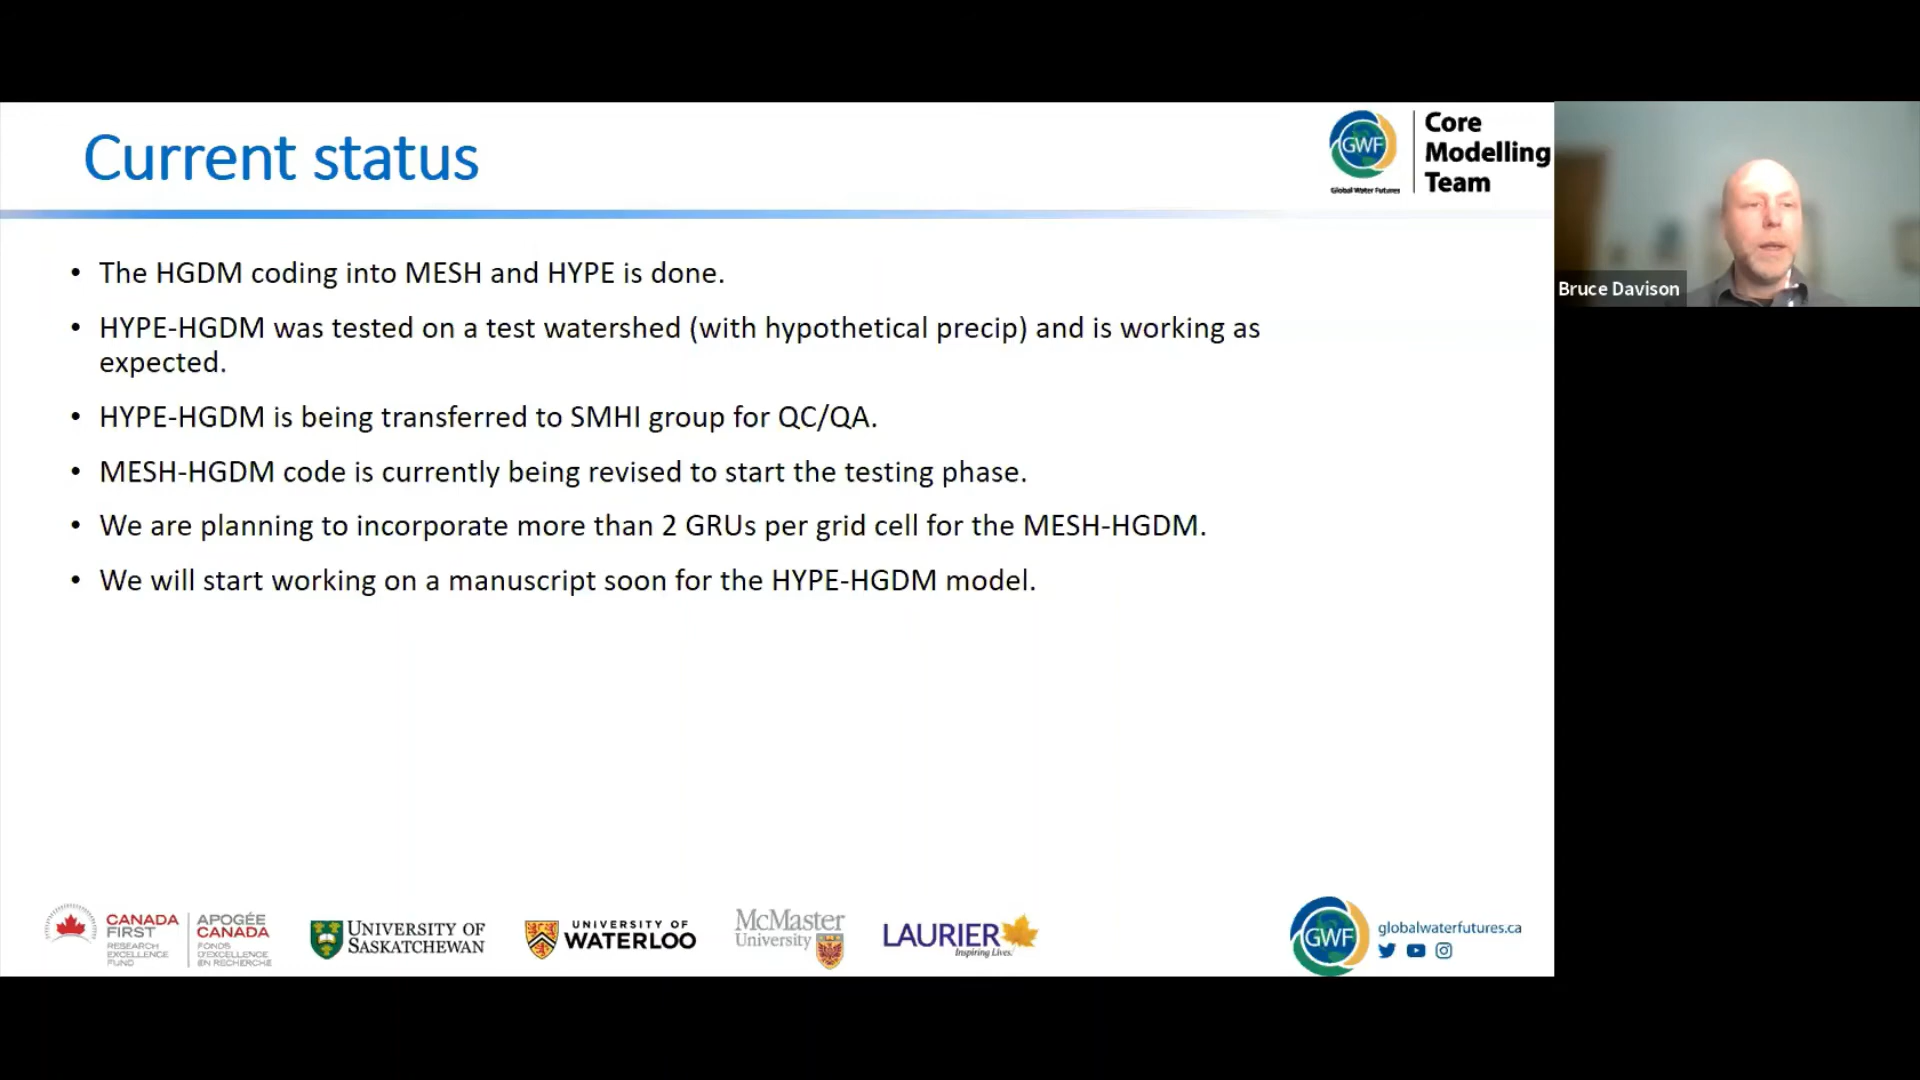 Current status
GWF
Global Water Futures
Core
Modelling
Team
Bruce Davison
• The HGDM coding into MESH and HYPE is done.
• HYPE-HGDM was tested on a test watershed (with hypothetical precip) and is working as
expected.
• HYPE-HGDM is being transferred to SMHI group for QC/QA.
• MESH-HGDM code is currently being revised to start the testing phase.
• We are planning to incorporate more than 2 GRUs per grid cell for the MESH-HGDM.
• We will start working on a manuscript soon for the HYPE-HGDM model.
CANADA
FIRST
RESEARCH
EXCELLENCE
FUND
APOGÉE
CANADA
FONDS
D'EXCELLENCE
EN RECHERCHE
UNIVERSITY OF
SASKATCHEWAN
UNIVERSITY OF
WATERLOO
McMaster
University
LAURIER
Inspiring Lives.
GWF
globalwaterfutures.ca